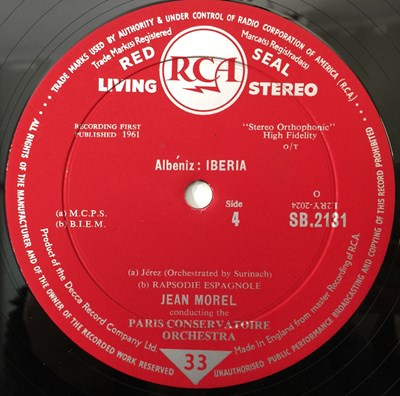 TRADE MARKS USED BY AUTHORITY & UNDER CONTROL OF RADIO CORPORATION OF AMERICA (R.C.A.)
Trade Mark(s) Registered
Marca(s) Registrada(s)
RED
RCA
SEAL
LIVING
STEREO
RECORDING FIRST
PUBLISHED 1961
"Stereo Orthophonic"
High Fidelity
O/T
Albéniz: IBERIA
O
L2RY-2024
(a) M.C.P.S.
(b) B.I.E.M.
Side
4
SB.2131
(a) Jérez (Orchestrated by Surinach)
(b) RAPSODIE ESPAGNOLE
JEAN MOREL
conducting the
PARIS CONSERVATOIRE
ORCHESTRA
33
Product of the Decca Record Company Ltd.
Made in England from master Recording of R.C.A.
ALL RIGHTS OF THE MANUFACTURER AND OF THE OWNER OF THE RECORDED WORK RESERVED
UNAUTHORISED PUBLIC PERFORMANCE BROADCASTING AND COPYING OF THIS RECORD PROHIBITED